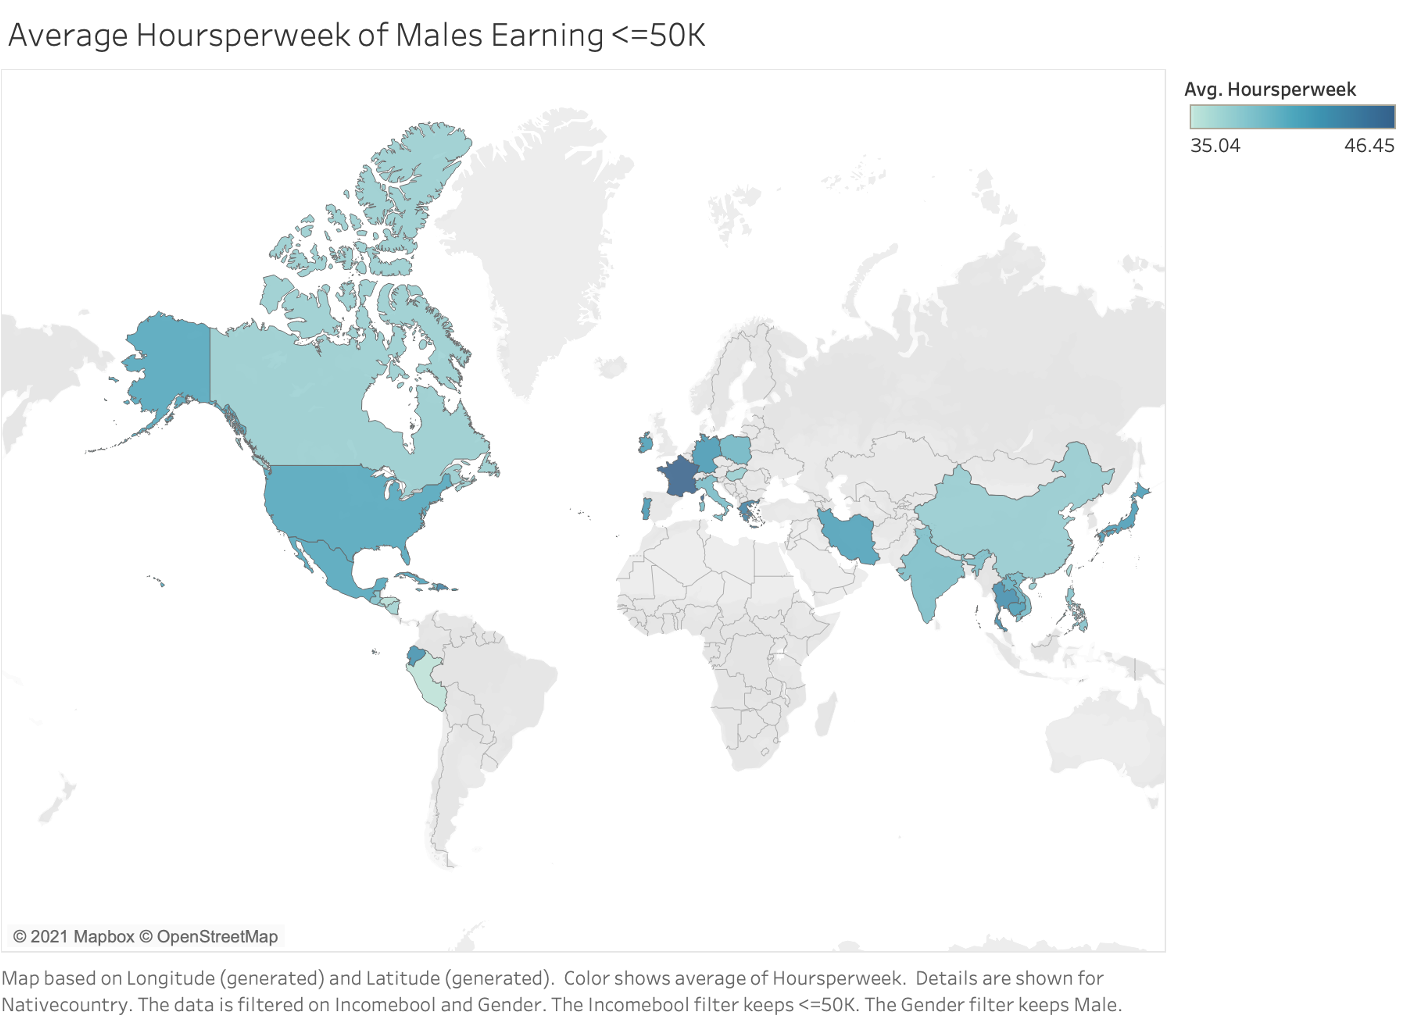 Average Hoursperweek of Males Earning <=50K
Avg. Hoursperweek
35.04 46.45
© 2021 Mapbox © OpenStreetMap
Map based on Longitude (generated) and Latitude (generated).  Color shows average of Hoursperweek.  Details are shown for
Nativecountry. The data is filtered on Incomebool and Gender. The Incomebool filter keeps <=50K. The Gender filter keeps Male.